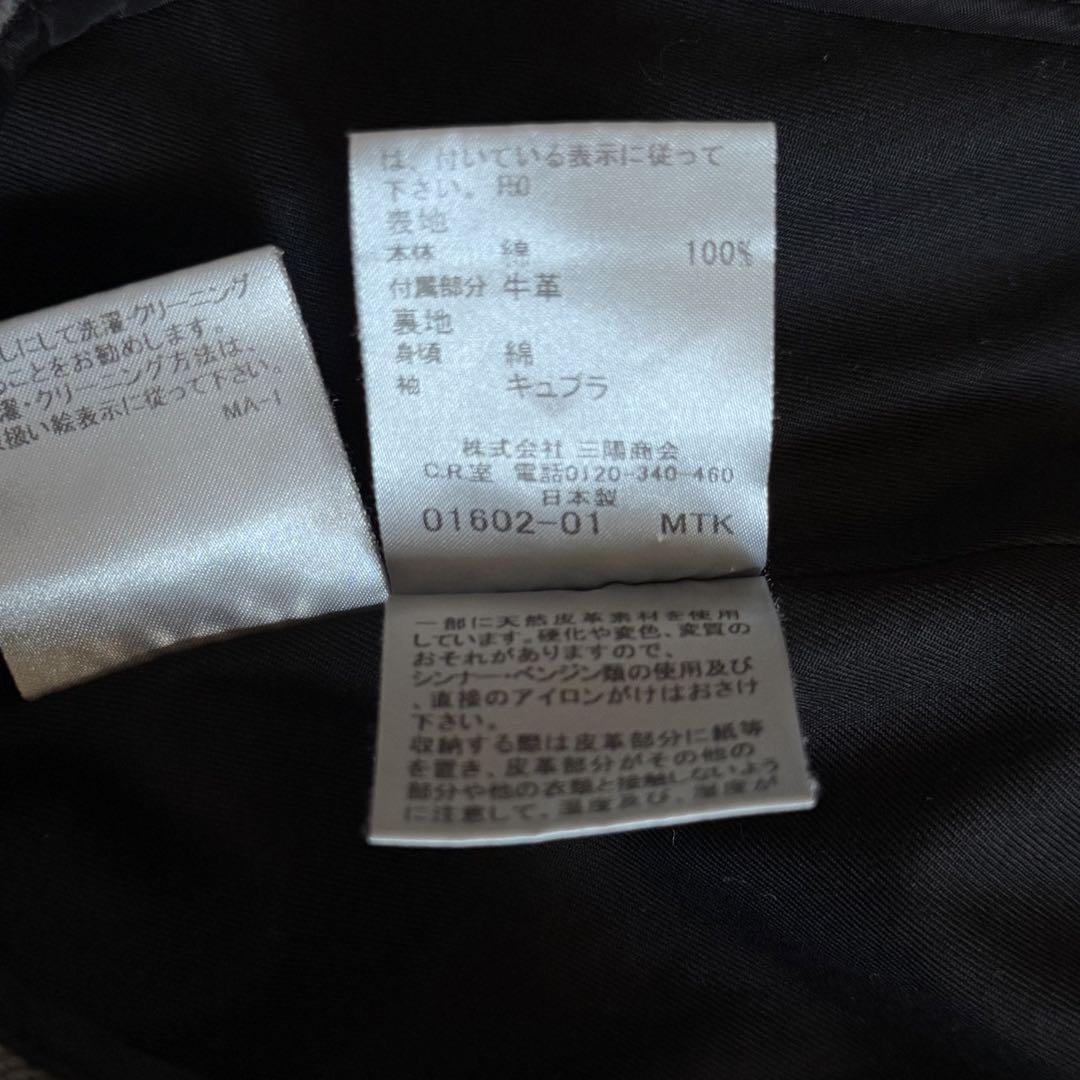 しにして洗濯・クリーニング
ることをお勧めします。
濯・クリーニング方法は、
扱い絵表示に従って下さい。
MA-1
は、付いている表示に従って
下さい。
表地
本体 綿 100%
付属部分 牛革
裏地
身頃 綿
袖 キュプラ
株式会社 三陽商会
C.R.室 電話0120-340-460
日本製
01602-01 MTK
一部に天然皮革素材を使用
しています。硬化や変色、変質の
おそれがありますので、
シンナー・ベンジン類の使用及び
、直接のアイロンがけはおさけ
下さい。
収納する際は皮革部分に紙等
を置き、皮革部分がその他の
部分や他の衣類と接触しないよう
に注意して、温度及び、湿度が